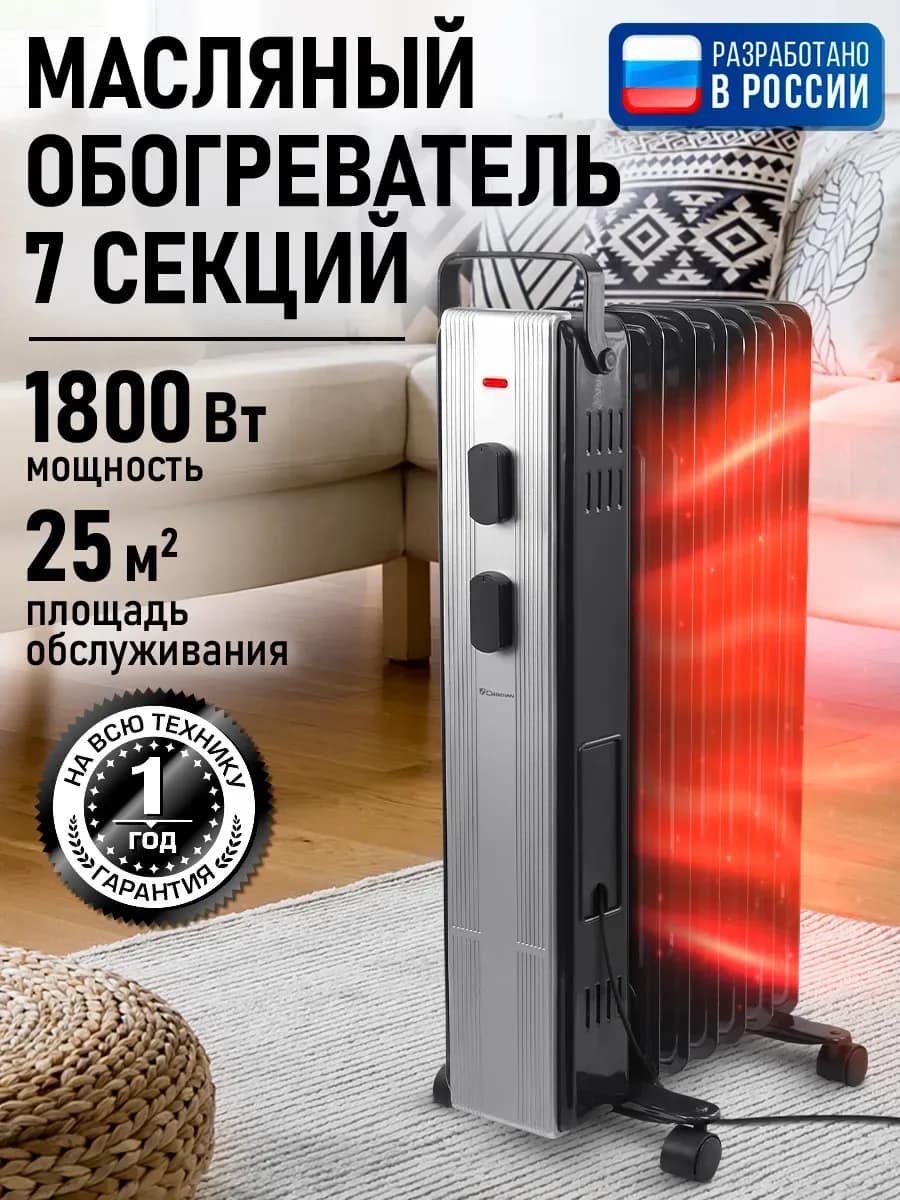 МАСЛЯНЫЙ
ОБОГРЕВАТЕЛЬ
7 СЕКЦИЙ
РАЗРАБОТАНО
В РОССИИ
1800 Вт
мощность
25 м²
площадь
обслуживания
НА ВСЮ ТЕХНИКУ
1
ГОД
ГАРАНТИЯ